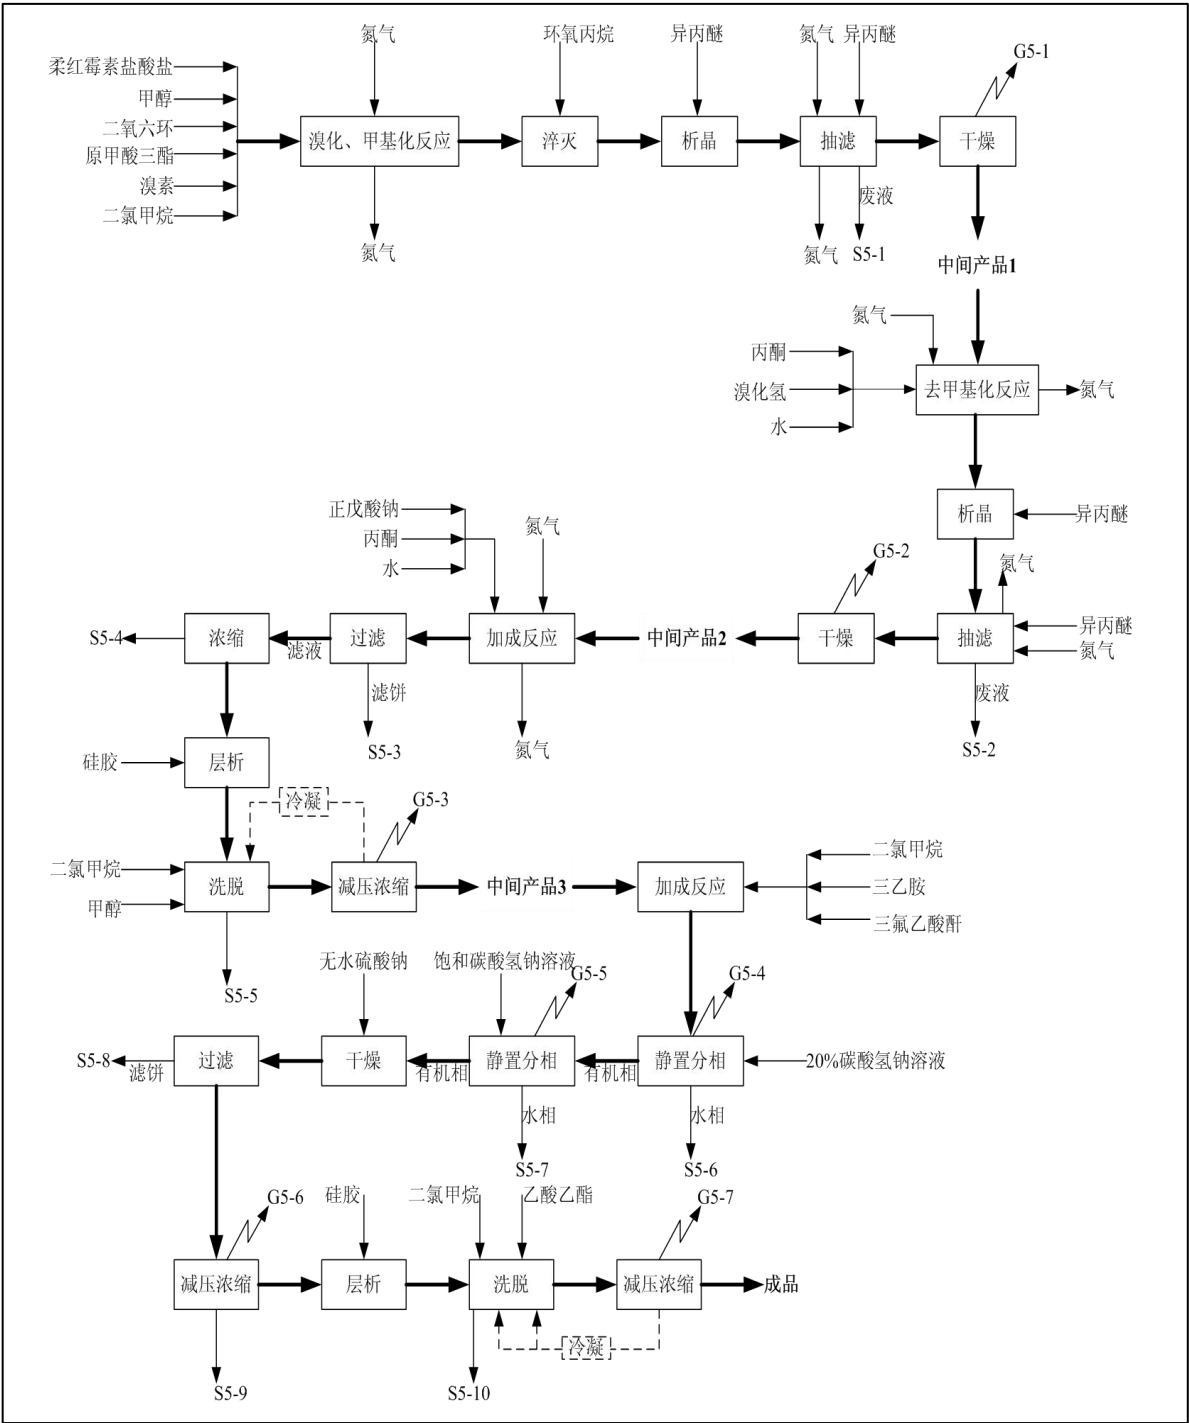 氮气
环氧丙烷
异丙醚
氮气 异丙醚
G5-1
柔红霉素盐酸盐
甲醇
二氧六环
原甲酸三酯
溴素
二氯甲烷
溴化、甲基化反应
淬灭
析晶
抽滤
干燥
废液
氮气
氮气
S5-1
中间产品1
氮气
丙酮
溴化氢
水
去甲基化反应
氮气
析晶
异丙醚
正戊酸钠
丙酮
水
氮气
G5-2
氮气
S5-4
浓缩
滤液
过滤
加成反应
中间产品2
干燥
抽滤
异丙醚
氮气
滤饼
废液
S5-3
氮气
S5-2
硅胶
层析
冷凝
G5-3
二氯甲烷
甲醇
洗脱
减压浓缩
中间产品3
加成反应
二氯甲烷
三乙胺
三氟乙酸酐
S5-5
无水硫酸钠
饱和碳酸氢钠溶液
G5-5
G5-4
S5-8
滤饼
过滤
干燥
有机相
静置分相
有机相
静置分相
20%碳酸氢钠溶液
水相
水相
S5-7
S5-6
G5-6
硅胶
二氯甲烷
乙酸乙酯
G5-7
减压浓缩
层析
洗脱
减压浓缩
成品
冷凝
S5-9
S5-10